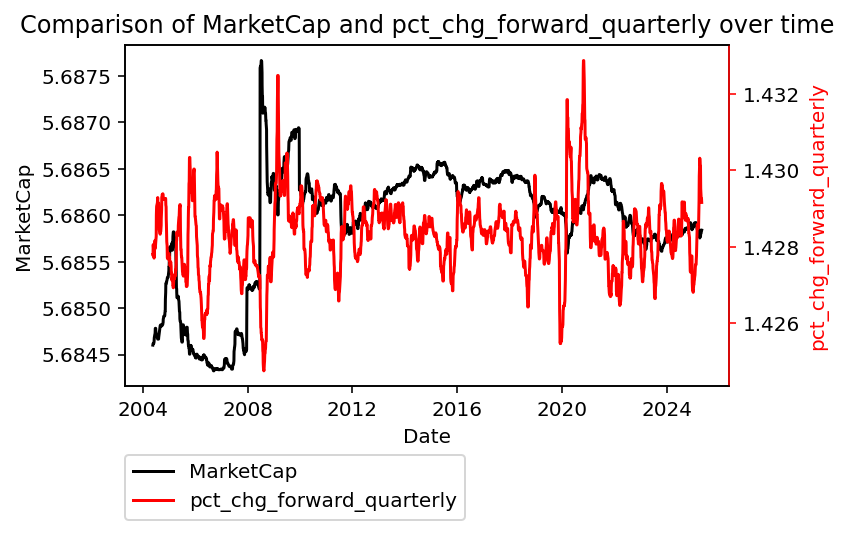 Comparison of MarketCap and pct_chg_forward_quarterly over time
MarketCap
5.6875
5.6870
5.6865
5.6860
5.6855
5.6850
5.6845
1.432
1.430
1.428
1.426
pct_chg_forward_quarterly
2004 2008 2012 2016 2020 2024
Date
MarketCap
pct_chg_forward_quarterly